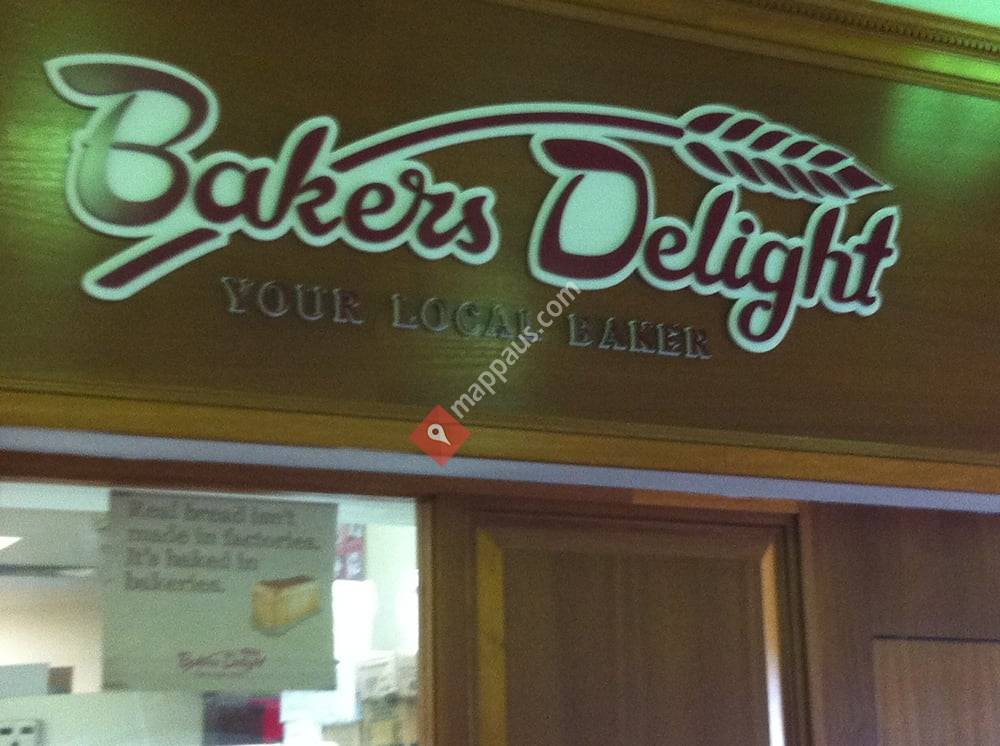 Bakers Delight
YOUR LOCAL BAKER
mappaus.com
Real bread isn't
made in factories.
It's baked in
bakeries.
Bakers Delight